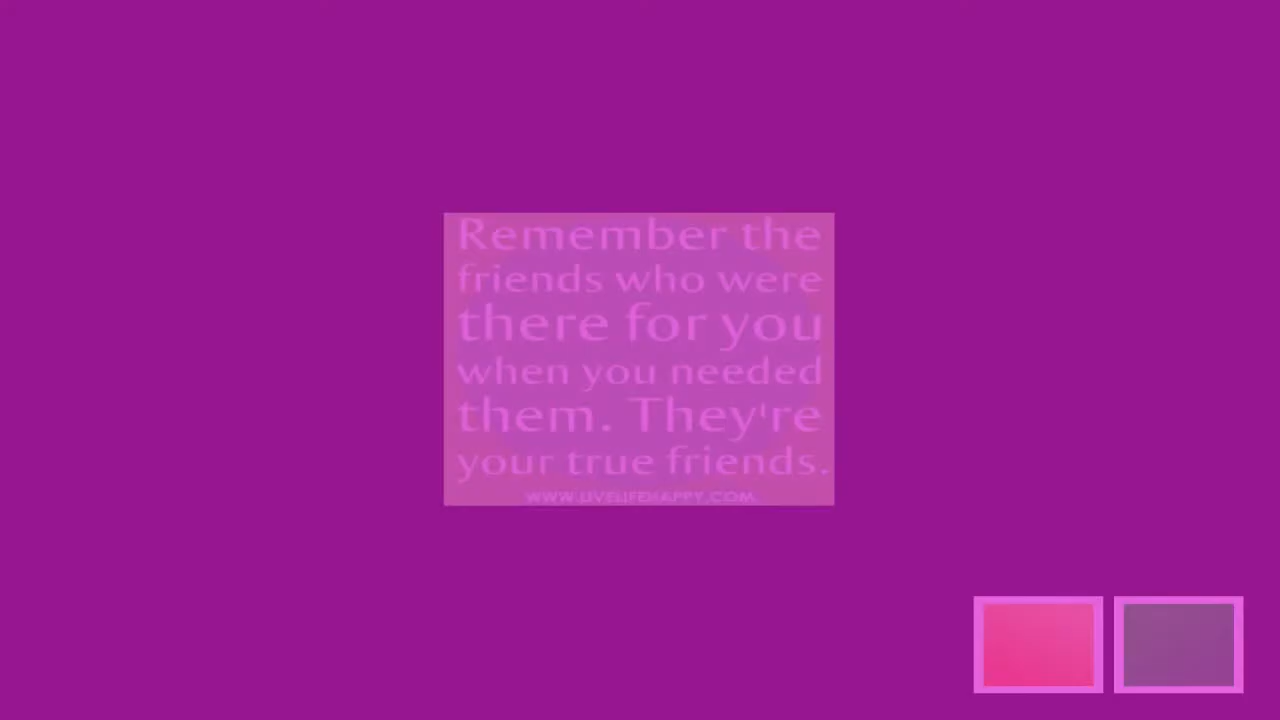 Remember the
friends who were
there for you
when you needed
them. They're
your true friends.
WWW.LIVELIFEHAPPY.COM